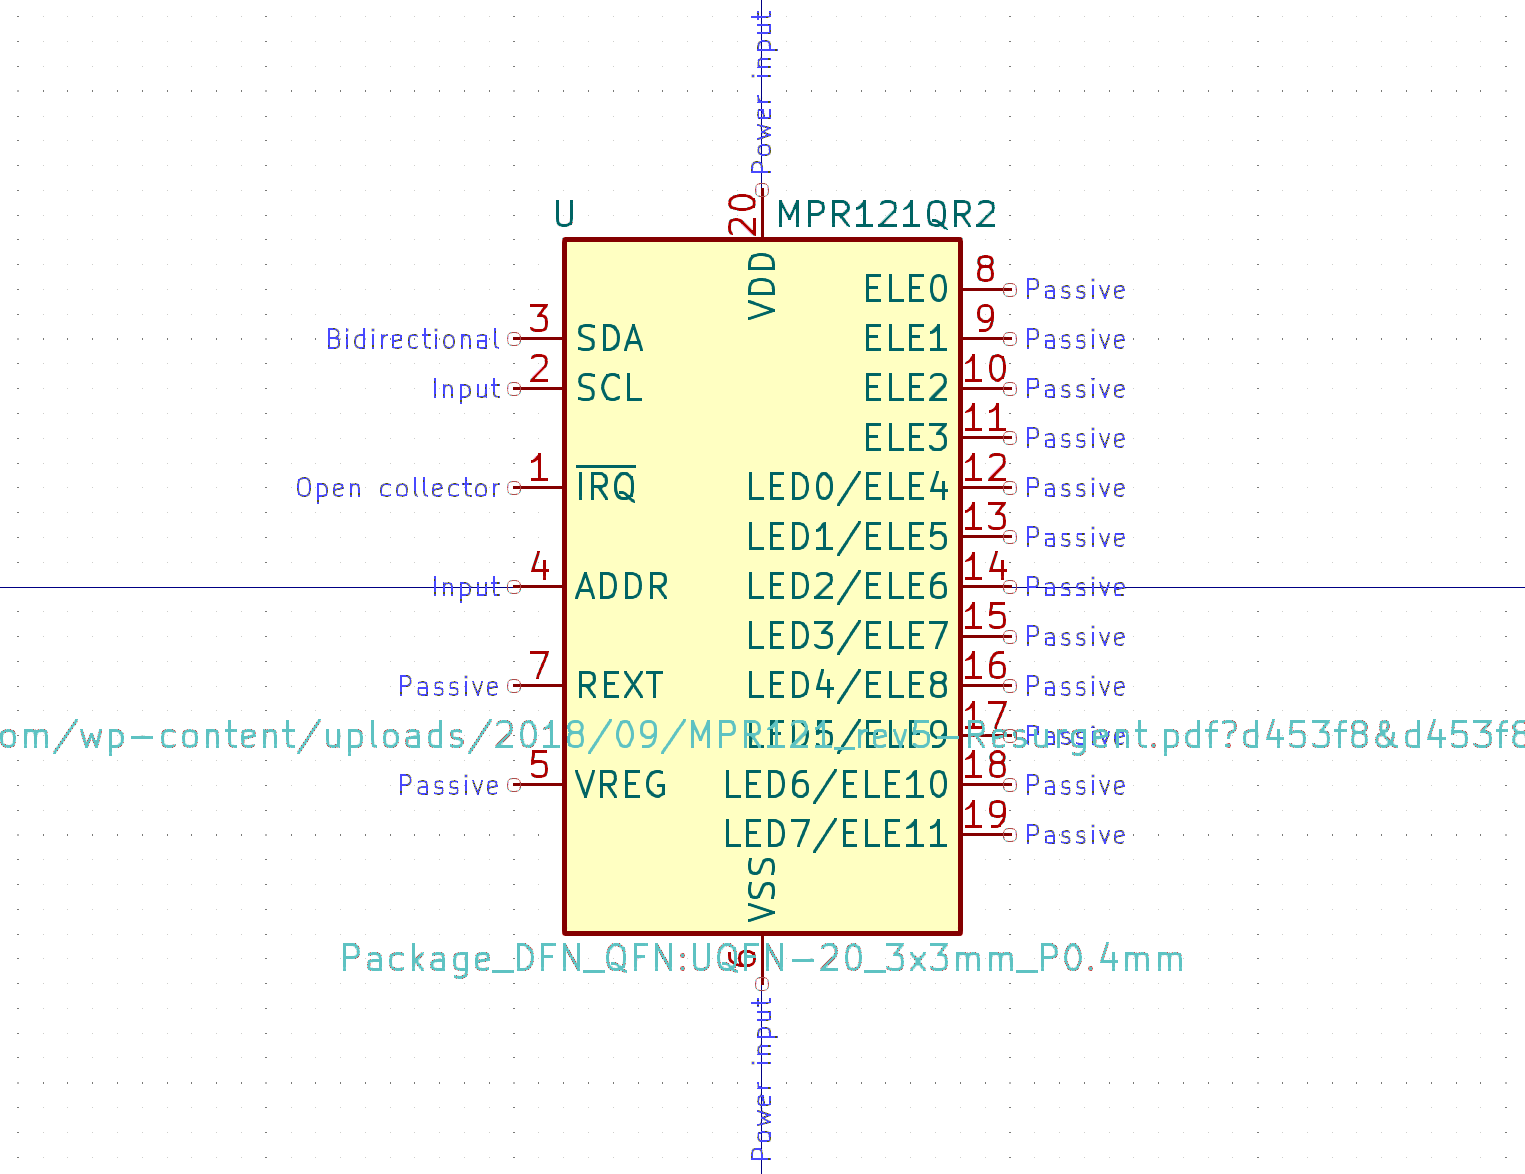 Power input
20
U
MPR121QR2
VDD
8
ELE0
Passive
3
Bidirectional
SDA
9
ELE1
Passive
2
Input
SCL
10
ELE2
Passive
11
ELE3
Passive
1
Open collector
IRQ
12
LED0/ELE4
Passive
13
LED1/ELE5
Passive
4
Input
ADDR
14
LED2/ELE6
Passive
15
LED3/ELE7
Passive
7
Passive
REXT
16
LED4/ELE8
Passive
17
LED5/ELE9
Passive
om/wp-content/uploads/2018/09/MPR121_rev5-Resurgent.pdf?d453f8&d453f8
5
Passive
VREG
18
LED6/ELE10
Passive
19
LED7/ELE11
Passive
VSS
6
Package_DFN_QFN:UQFN-20_3x3mm_P0.4mm
Power input